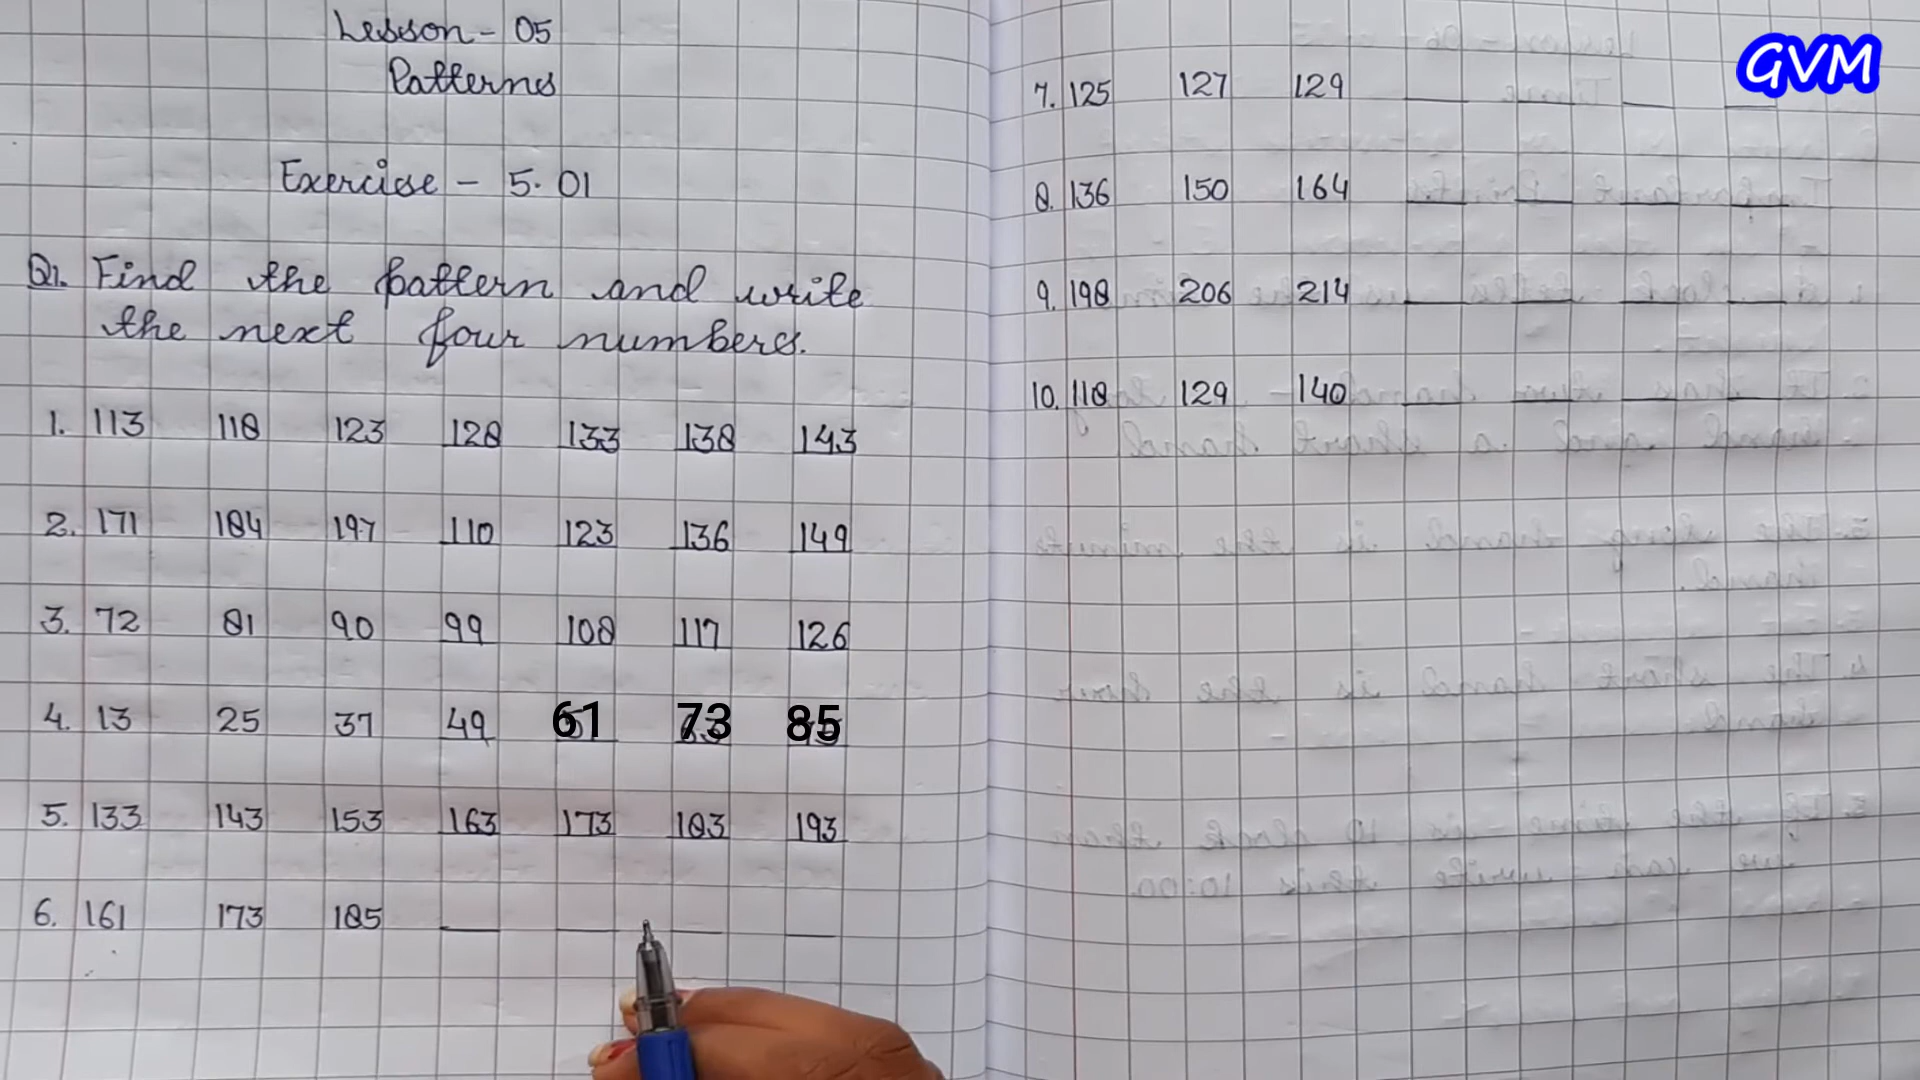 Lesson - 05
Patterns
Exercise - 5.01
Q1. Find the pattern and write
the next four numbers.
1. 113 118 123 128 133 138 143
2. 171 184 197 110 123 136 149
3. 72 81 90 99 108 117 126
4. 13 25 37 49 61 73 85
5. 133 143 153 163 173 183 193
6. 161 173 185
GVM
7. 125 127 129
8. 136 150 164
9. 198 206 214
10. 118 129 140